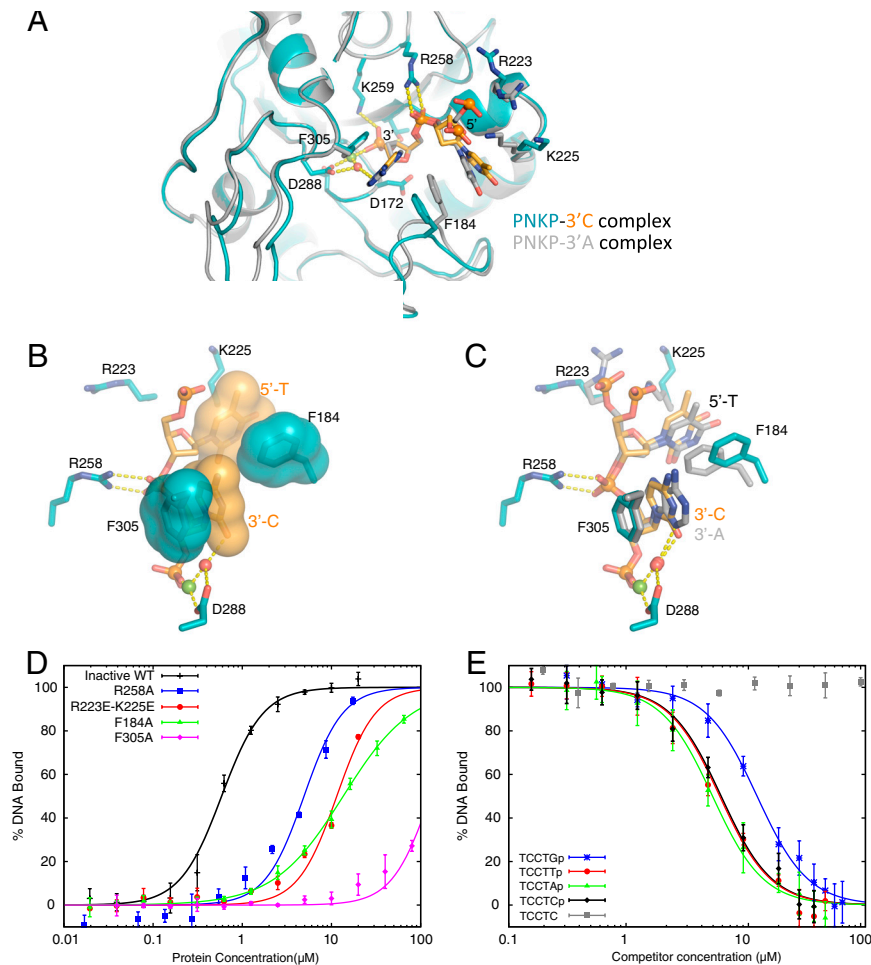 A
R258
R223
K259
F305
3'
5'
K225
D288
D172
F184
PNKP-3'C complex
PNKP-3'A complex
B
R223
K225
5'-T
F184
R258
F305
3'-C
D288
C
R223
K225
5'-T
F184
R258
F305
3'-C
3'-A
D288
D
Inactive WT
R258A
R223E-K225E
F184A
F305A
% DNA Bound
100
80
60
40
20
0
0.01 0.1 1 10 100
Protein Concentration(μM)
E
% DNA Bound
100
80
60
40
20
0
TCCTGp
TCCTTp
TCCTAp
TCCTCp
TCCTC
0.1 1 10 100
Competitor concentration (μM)